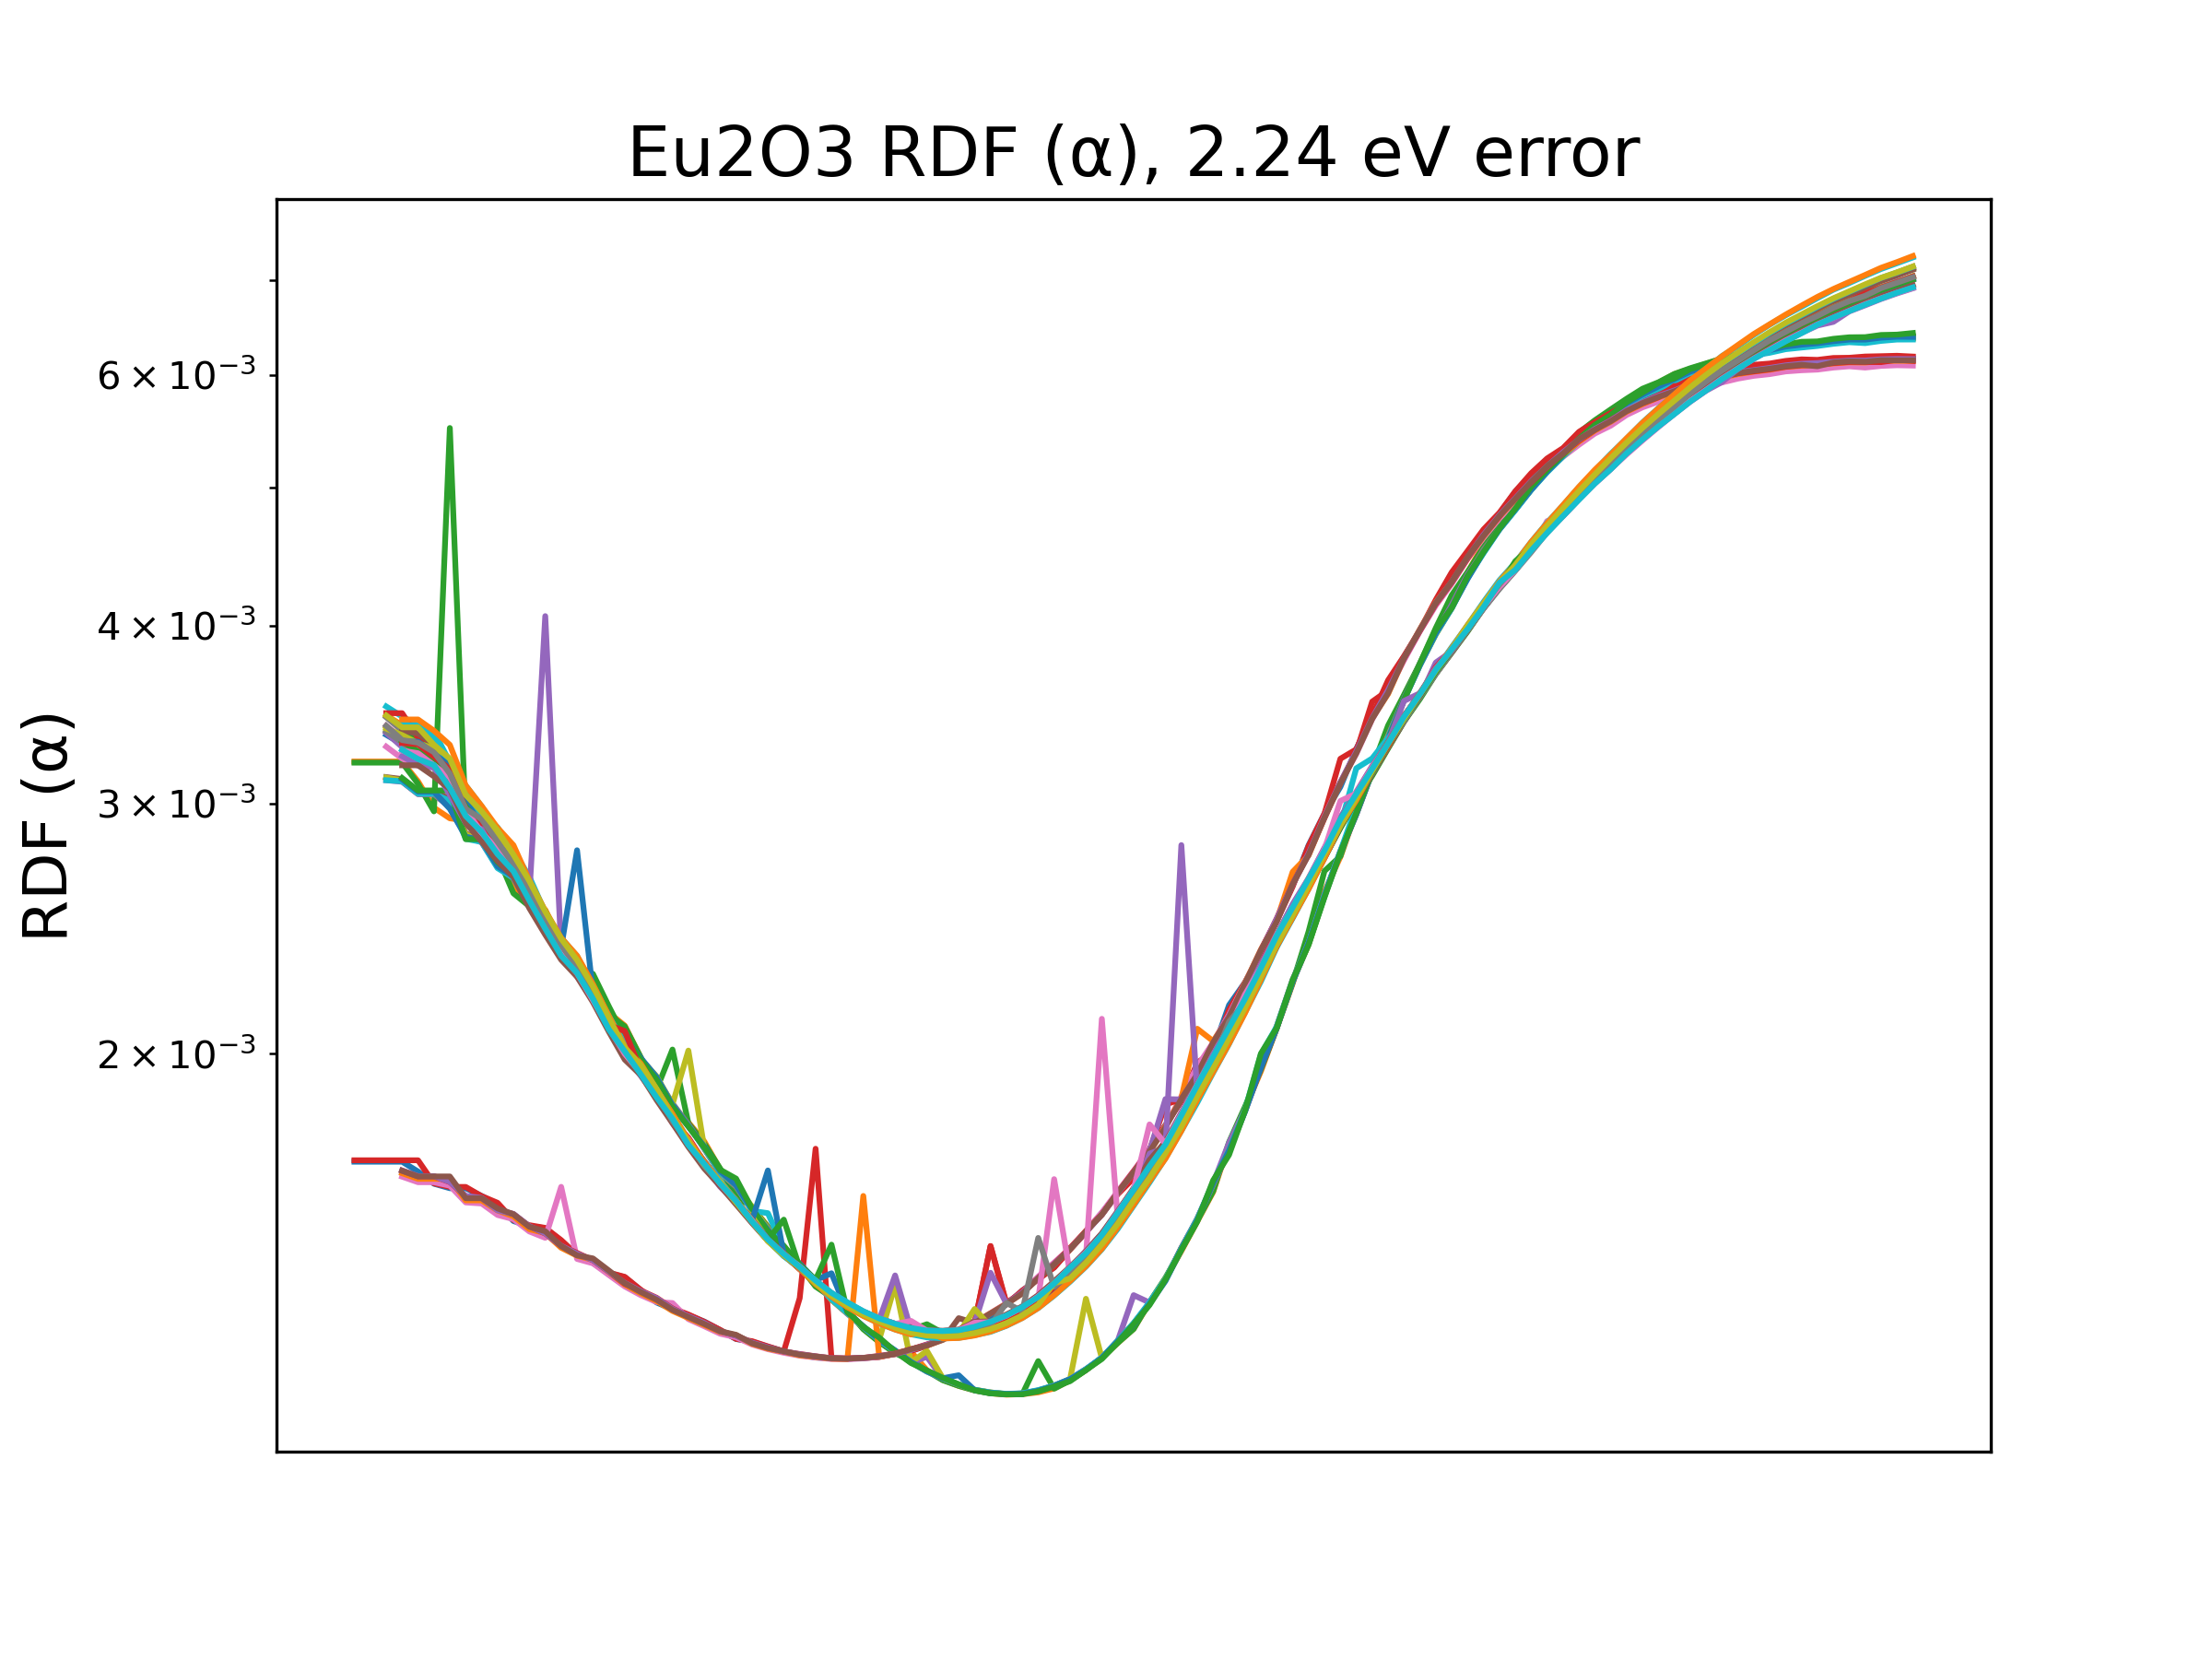 Eu2O3 RDF (α), 2.24 eV error
RDF (α)
6 × 10⁻³
4 × 10⁻³
3 × 10⁻³
2 × 10⁻³